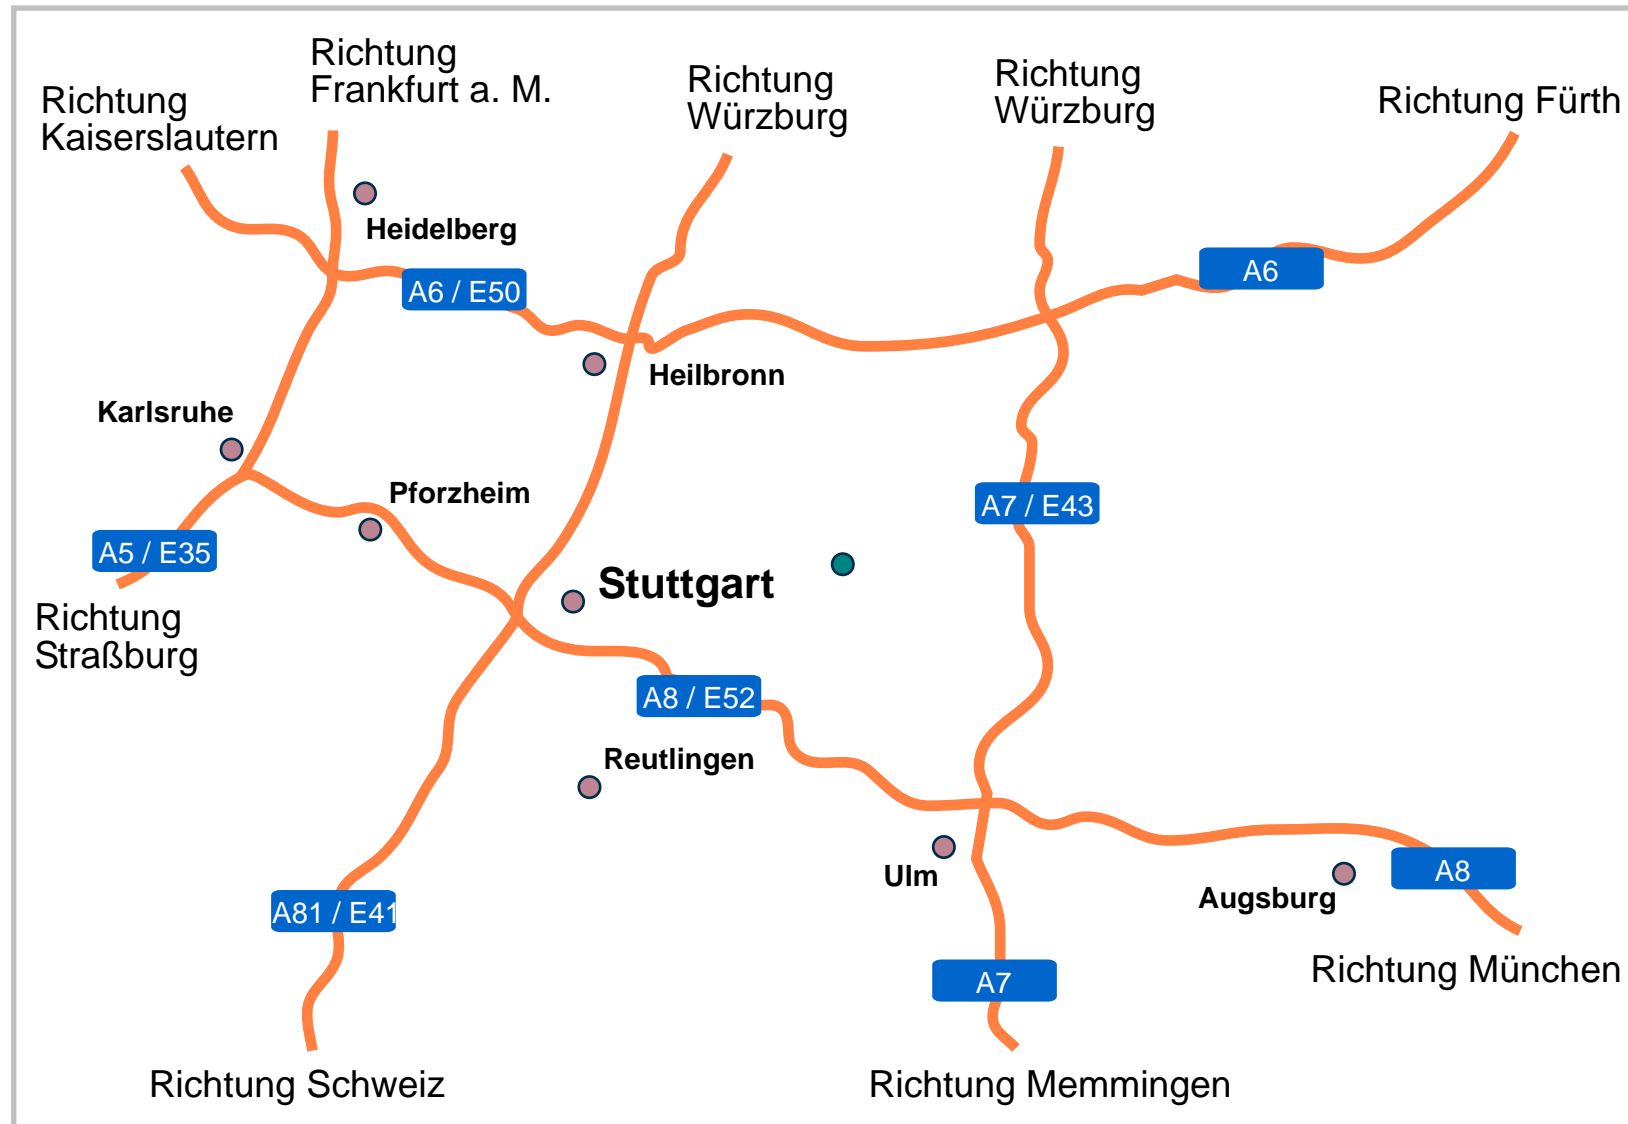 Richtung
Frankfurt a. M.
Richtung
Würzburg
Richtung
Würzburg
Richtung
Kaiserslautern
Richtung Fürth
Heidelberg
A6 / E50
A6
Heilbronn
Karlsruhe
Pforzheim
A7 / E43
A5 / E35
Stuttgart
Richtung
Straßburg
A8 / E52
Reutlingen
Ulm
A8
Augsburg
A81 / E41
Richtung München
A7
Richtung Schweiz
Richtung Memmingen